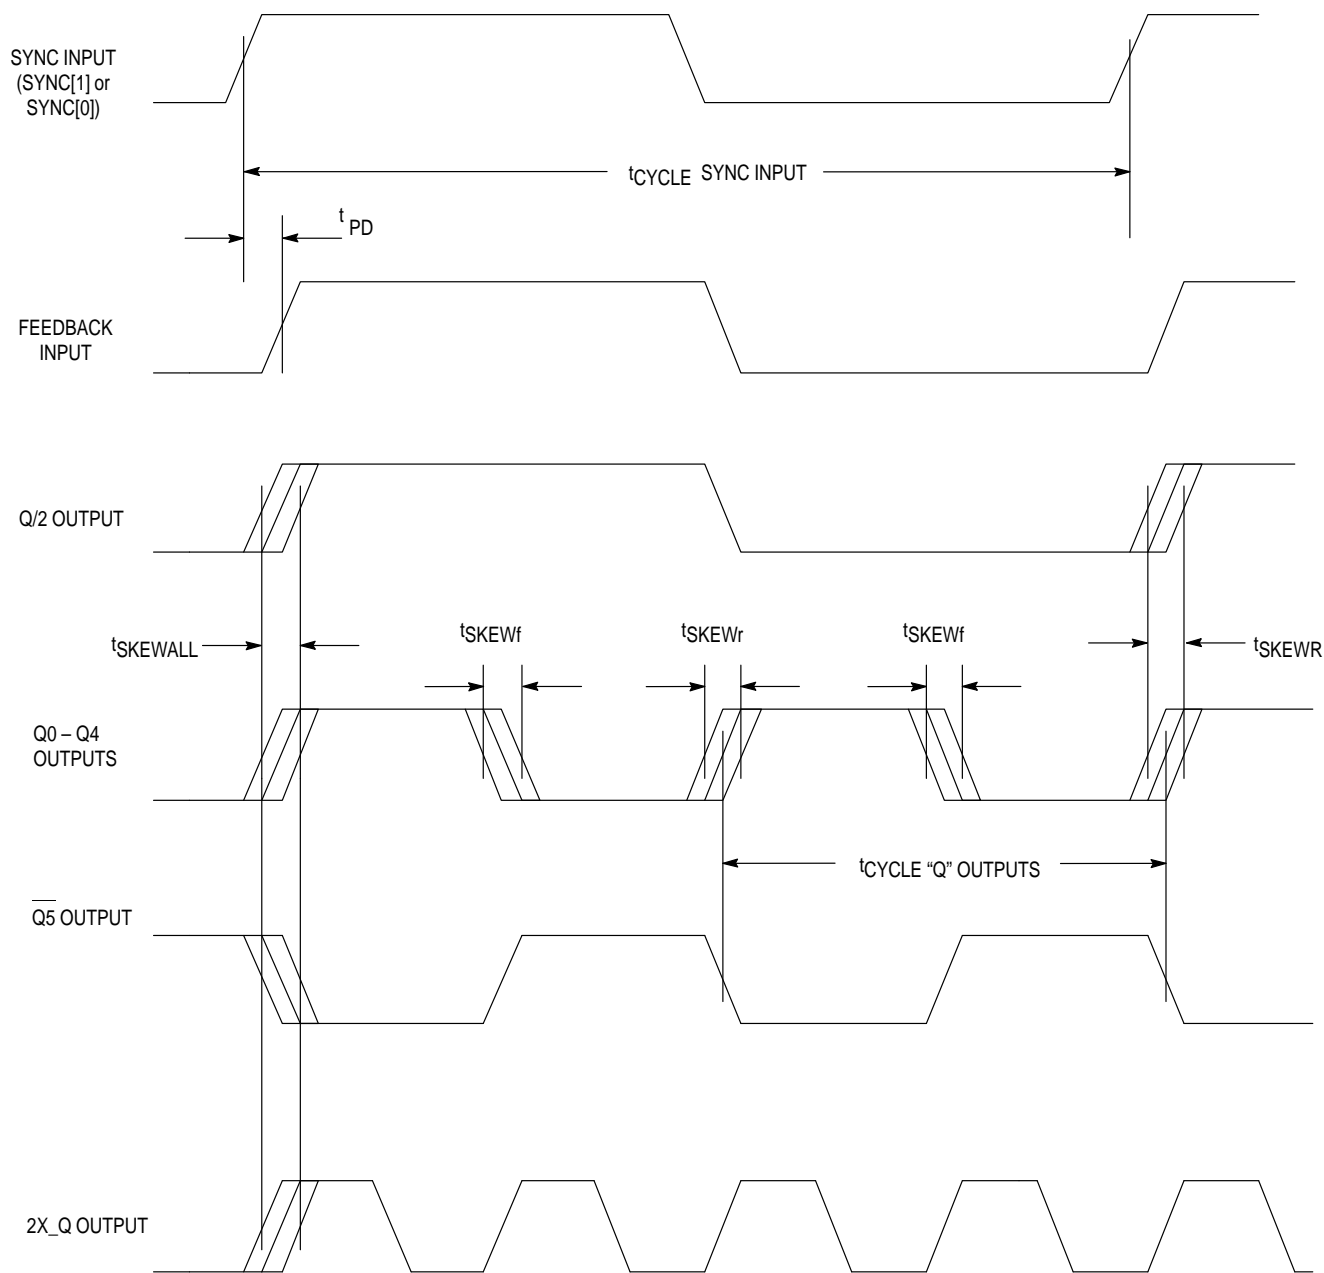 SYNC INPUT
(SYNC[1] or
SYNC[0])
tCYCLE SYNC INPUT
t PD
FEEDBACK
INPUT
Q/2 OUTPUT
tSKEWALL
tSKEWf
tSKEWr
tSKEWf
tSKEWR
Q0 – Q4
OUTPUTS
tCYCLE “Q” OUTPUTS
Q5 OUTPUT
2X_Q OUTPUT